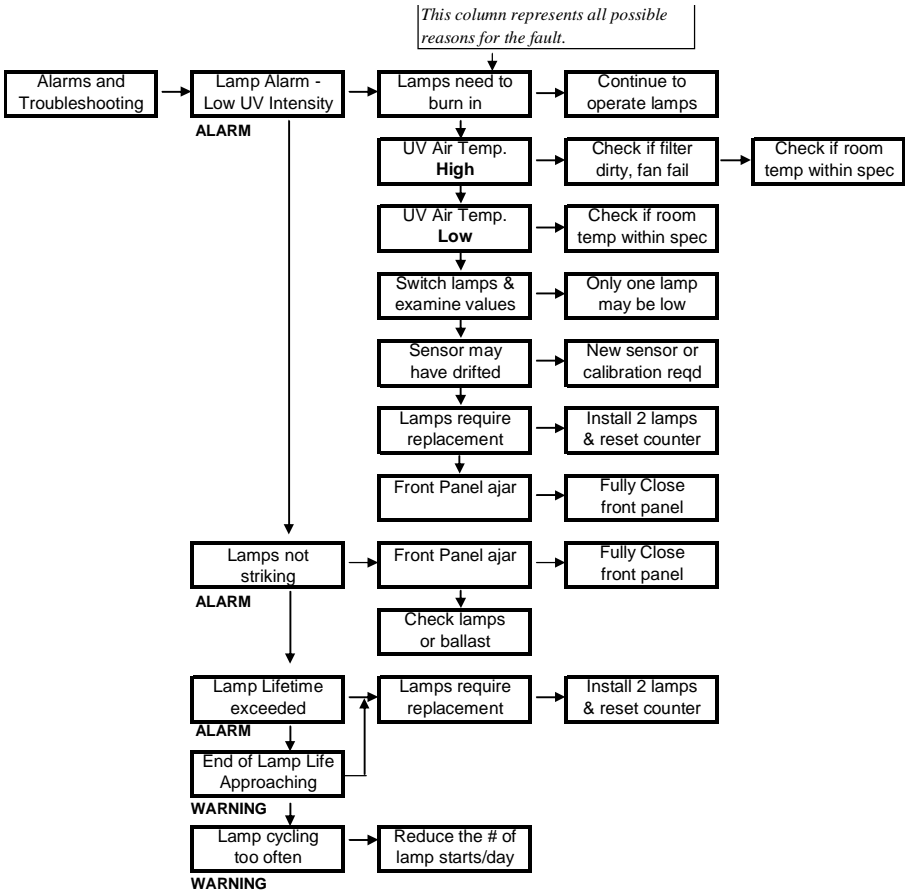 This column represents all possible
reasons for the fault.
Alarms and
Troubleshooting
Lamp Alarm -
Low UV Intensity
ALARM
Lamps need to
burn in
Continue to
operate lamps
UV Air Temp.
High
Check if filter
dirty, fan fail
Check if room
temp within spec
UV Air Temp.
Low
Check if room
temp within spec
Switch lamps &
examine values
Only one lamp
may be low
Sensor may
have drifted
New sensor or
calibration reqd
Lamps require
replacement
Install 2 lamps
& reset counter
Front Panel ajar
Fully Close
front panel
Lamps not
striking
ALARM
Front Panel ajar
Fully Close
front panel
Check lamps
or ballast
Lamp Lifetime
exceeded
ALARM
Lamps require
replacement
Install 2 lamps
& reset counter
End of Lamp Life
Approaching
WARNING
Lamp cycling
too often
WARNING
Reduce the # of
lamp starts/day